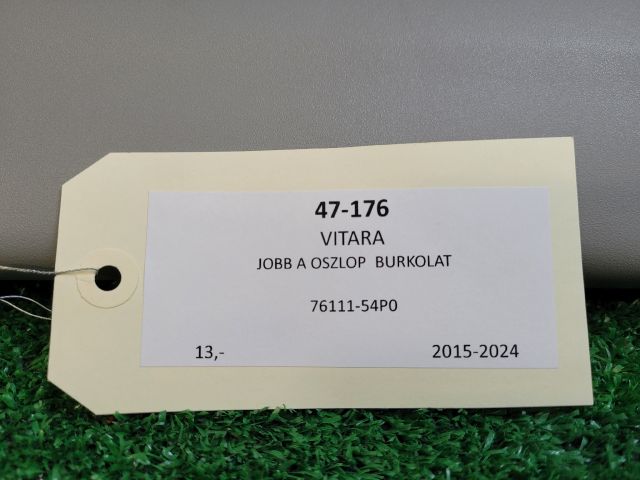 47-176
VITARA
JOBB A OSZLOP BURKOLAT
76111-54P0
13,- 2015-2024